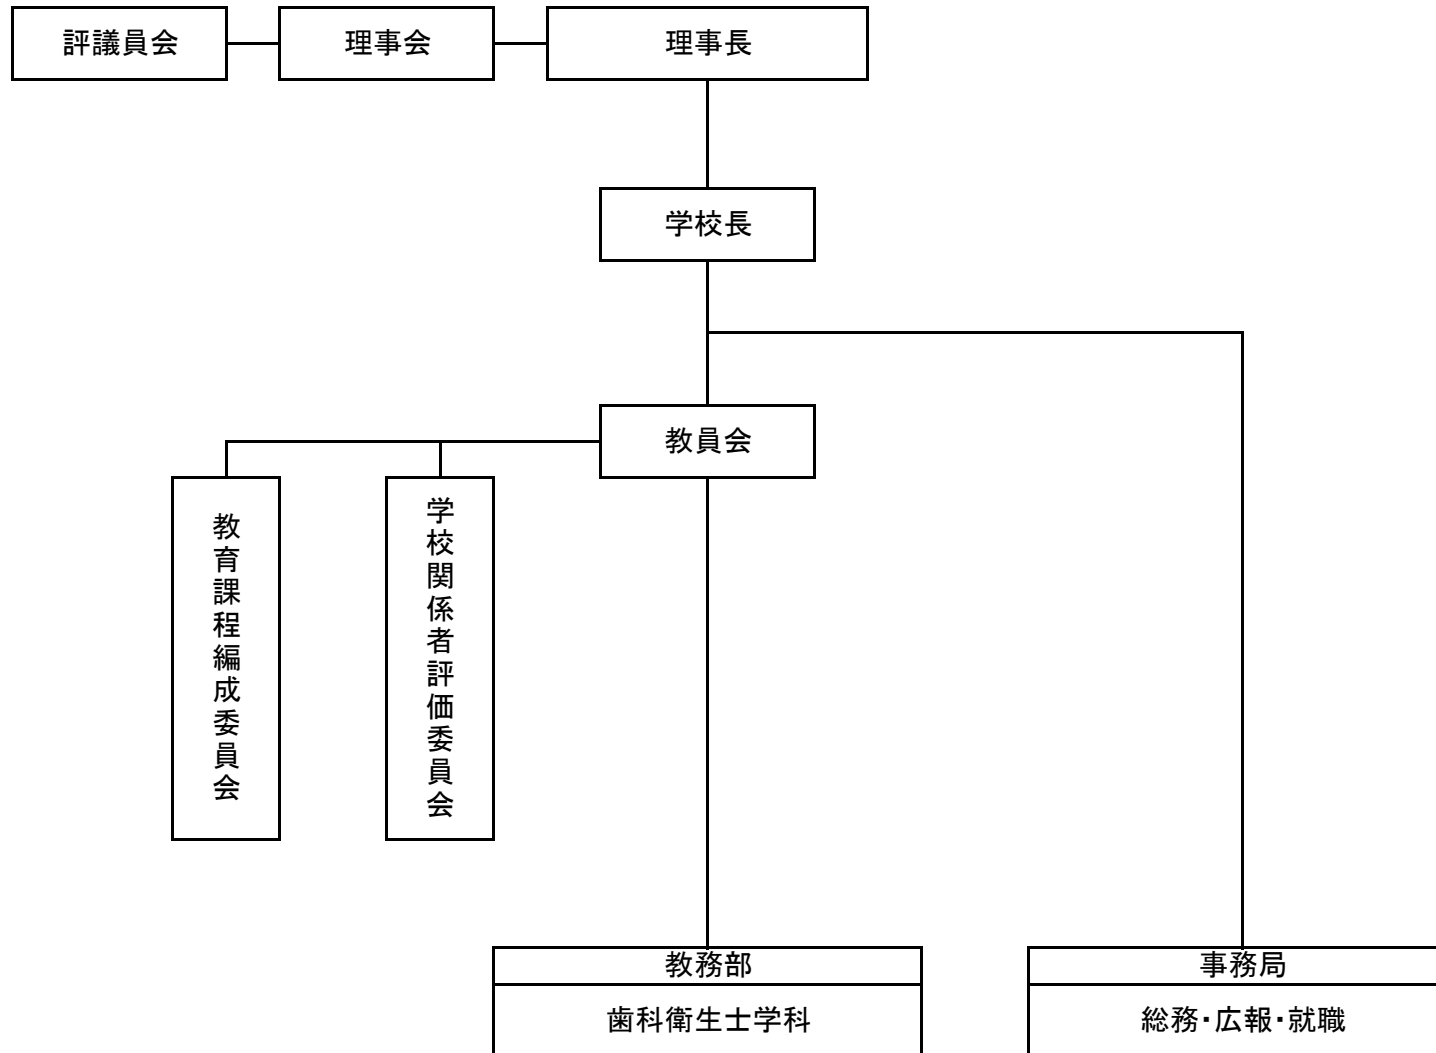 評議員会
理事会
理事長
学校長
教員会
教育課程編成委員会
学校関係者評価委員会
教務部
歯科衛生士学科
事務局
総務・広報・就職